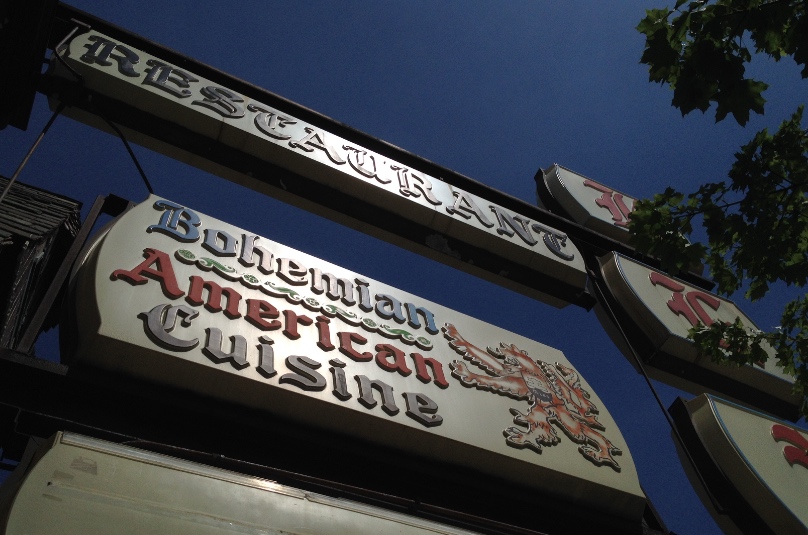 RESTAURANT
Bohemian
American
Cuisine